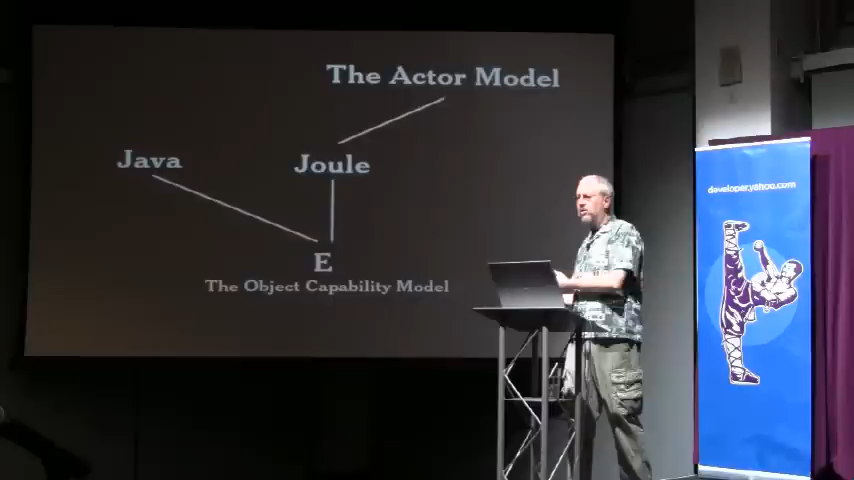 The Actor Model
Java
Joule
E
The Object Capability Model
developer.yahoo.com